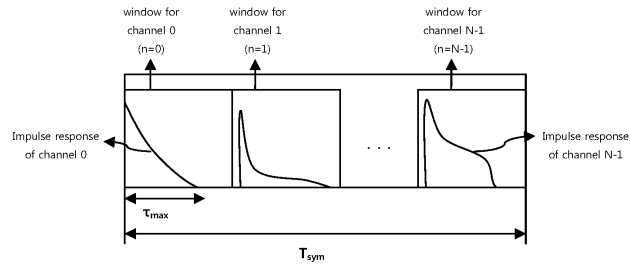 window for
channel 0
(n=0)
window for
channel 1
(n=1)
window for
channel N-1
(n=N-1)
Impulse response
of channel 0
. . .
Impulse response
of channel N-1
τmax
Tsym